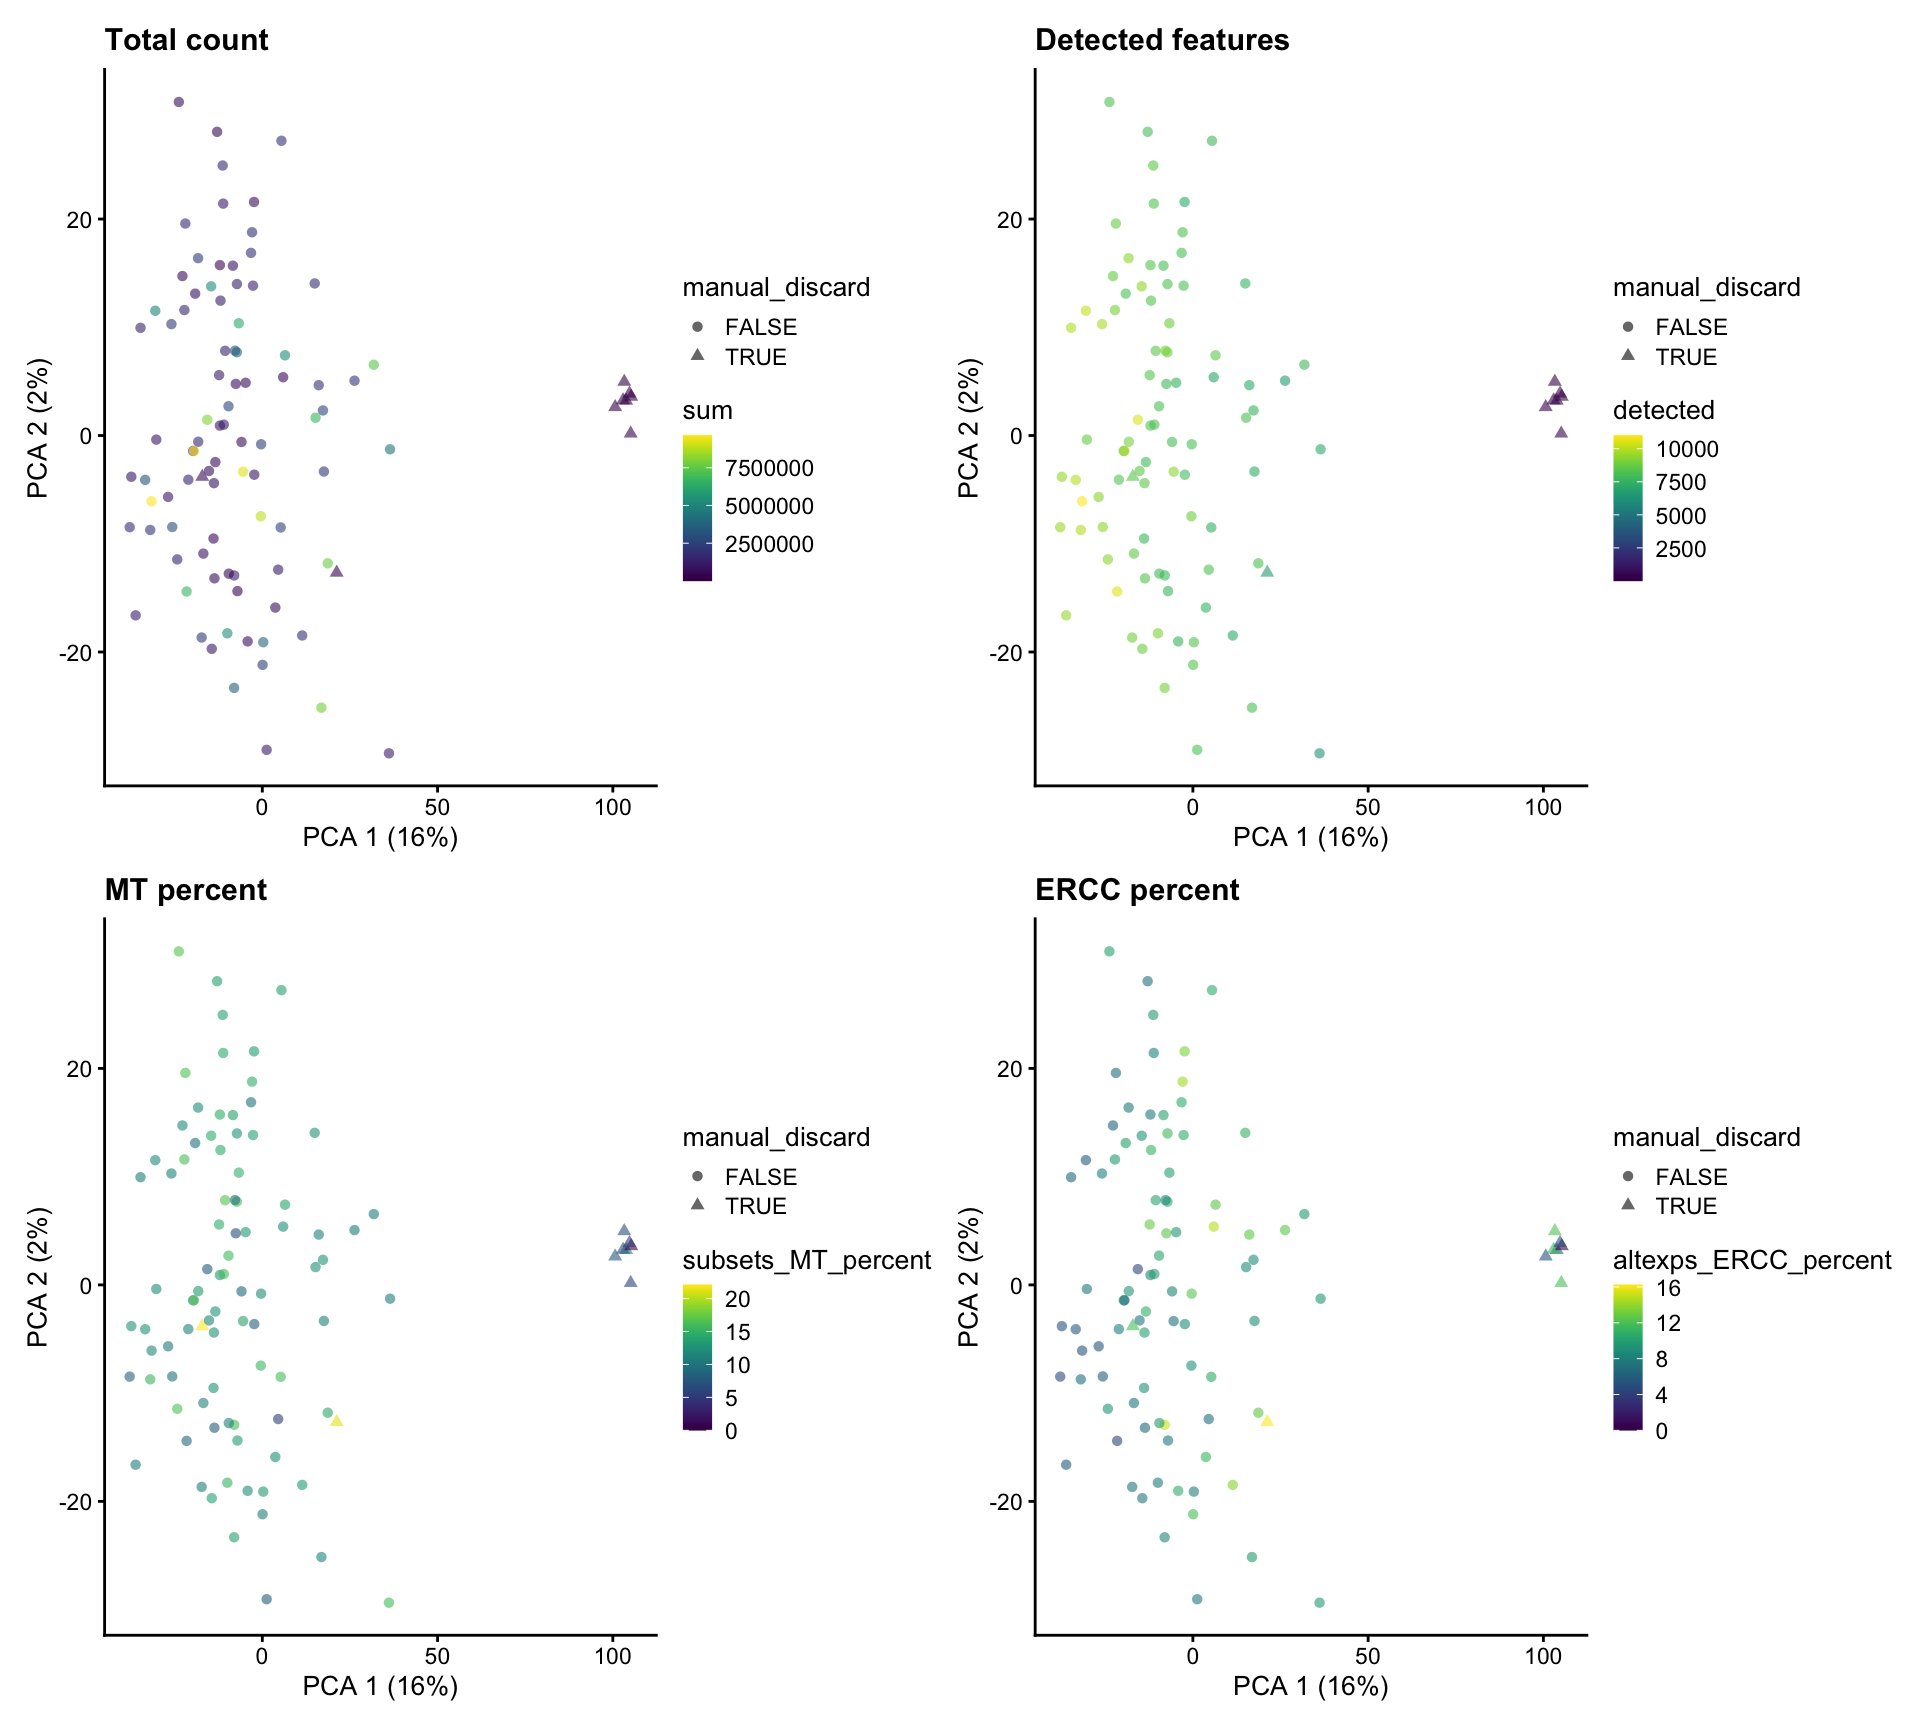 Total count
20
0
-20
PCA 2 (2%)
0
50
100
PCA 1 (16%)
manual_discard
FALSE
TRUE
sum
7500000
5000000
2500000
Detected features
20
0
-20
PCA 2 (2%)
0
50
100
PCA 1 (16%)
manual_discard
FALSE
TRUE
detected
10000
7500
5000
2500
MT percent
20
0
-20
PCA 2 (2%)
0
50
100
PCA 1 (16%)
manual_discard
FALSE
TRUE
subsets_MT_percent
20
15
10
5
0
ERCC percent
20
0
-20
PCA 2 (2%)
0
50
100
PCA 1 (16%)
manual_discard
FALSE
TRUE
altexps_ERCC_percent
16
12
8
4
0